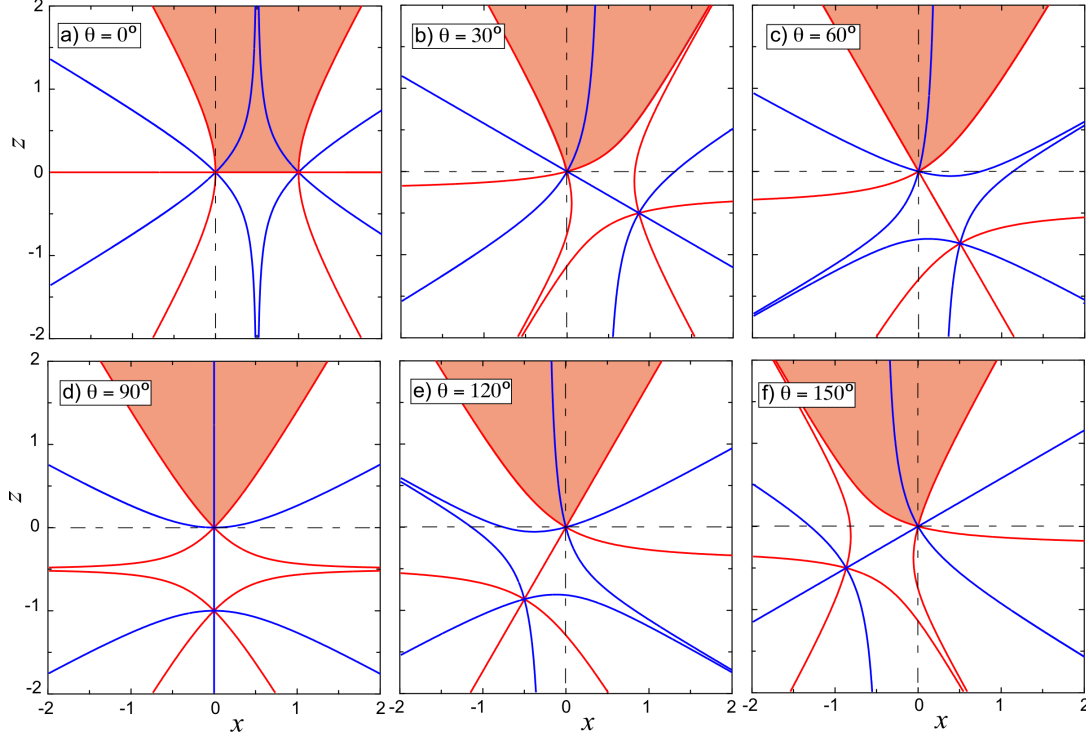 a) θ = 0°
b) θ = 30°
c) θ = 60°
2
1
0
-1
-2
z
d) θ = 90°
e) θ = 120°
f) θ = 150°
2
1
0
-1
-2
z
-2 -1 0 1 2
-2 -1 0 1 2
-2 -1 0 1 2
x x x